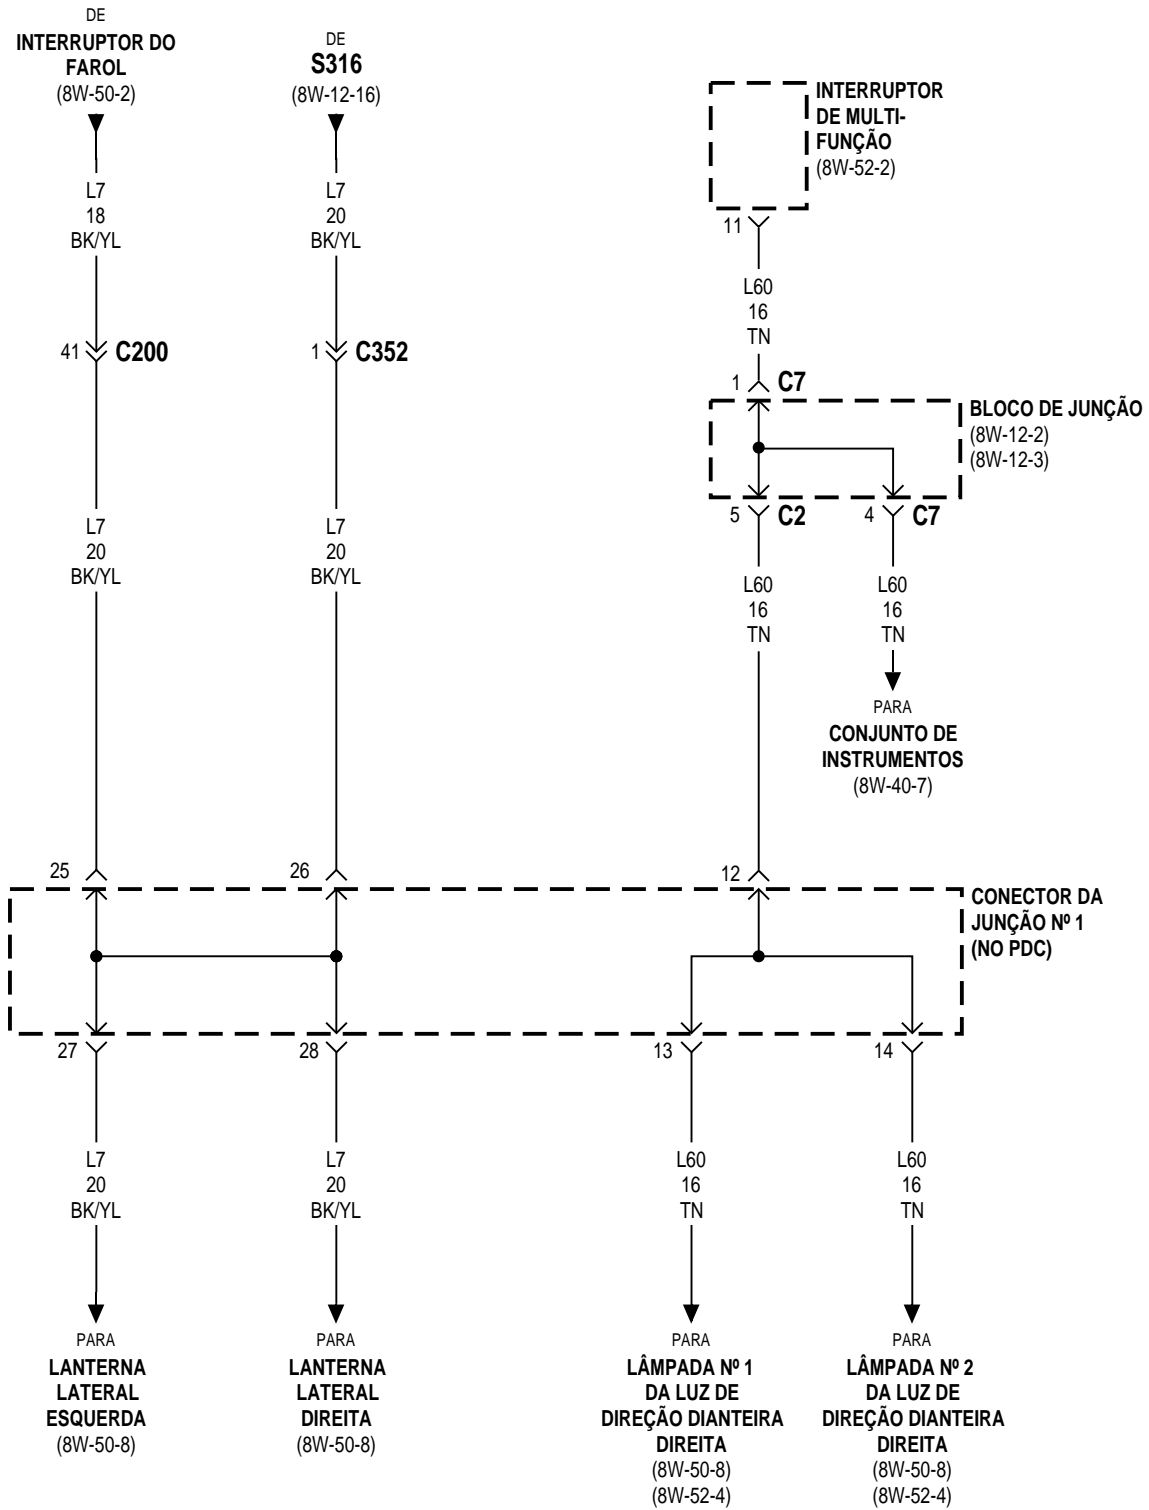 DE
INTERRUPTOR DO
FAROL
(8W-50-2)
L7
18
BK/YL
41
C200
L7
20
BK/YL
DE
S316
(8W-12-16)
L7
20
BK/YL
1
C352
L7
20
BK/YL
INTERRUPTOR
DE MULTI-
FUNÇÃO
(8W-52-2)
11
L60
16
TN
1
C7
BLOCO DE JUNÇÃO
(8W-12-2)
(8W-12-3)
5
C2
4
C7
L60
16
TN
L60
16
TN
PARA
CONJUNTO DE
INSTRUMENTOS
(8W-40-7)
25
26
12
CONECTOR DA
JUNÇÃO Nº 1
(NO PDC)
27
28
13
14
L7
20
BK/YL
PARA
LANTERNA
LATERAL
ESQUERDA
(8W-50-8)
L7
20
BK/YL
PARA
LANTERNA
LATERAL
DIREITA
(8W-50-8)
L60
16
TN
PARA
LÂMPADA Nº 1
DA LUZ DE
DIREÇÃO DIANTEIRA
DIREITA
(8W-50-8)
(8W-52-4)
L60
16
TN
PARA
LÂMPADA Nº 2
DA LUZ DE
DIREÇÃO DIANTEIRA
DIREITA
(8W-50-8)
(8W-52-4)